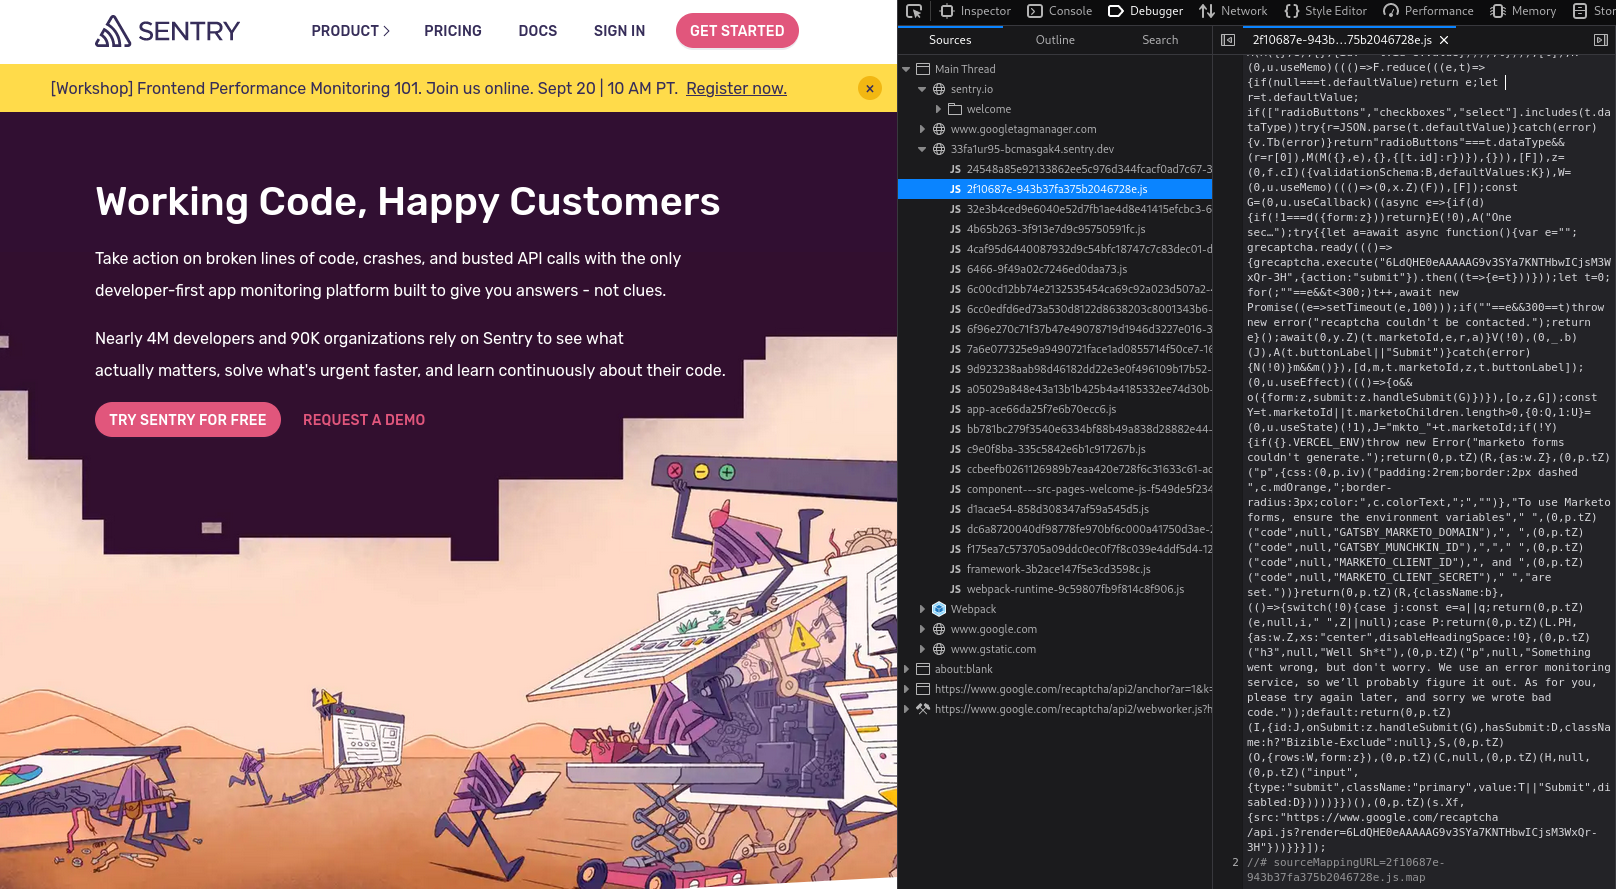 SENTRY
PRODUCT
PRICING
DOCS
SIGN IN
GET STARTED
[Workshop] Frontend Performance Monitoring 101. Join us online. Sept 20 | 10 AM PT. Register now.
Working Code, Happy Customers
Take action on broken lines of code, crashes, and busted API calls with the only
developer-first app monitoring platform built to give you answers - not clues.
Nearly 4M developers and 90K organizations rely on Sentry to see what
actually matters, solve what's urgent faster, and learn continuously about their code.
TRY SENTRY FOR FREE
REQUEST A DEMO
Inspector
Console
Debugger
Network
Style Editor
Performance
Memory
Stor
Sources
Outline
Search
2f10687e-943b…75b2046728e.js
Main Thread
sentry.io
welcome
www.googletagmanager.com
33fa1ur95-bcmasgak4.sentry.dev
JS 24548a85e92133862ee5c976d344fcacf0ad7c67-3
JS 2f10687e-943b37fa375b2046728e.js
JS 32e3b4ced9e6040e52d7fb1ae4d8e41415efcbc3-6
JS 4b65b263-3f913e7d9c95750591fc.js
JS 4caf95d6440087932d9c54bfc18747c7c83dec01-d
JS 6466-9f49a02c7246ed0daa73.js
JS 6c00cd12bb74e2132535454ca69c92a023d507a2-4
JS 6cc0edfd6ed73a530d8122d8638203c8001343b6-
JS 6f96e270c71f37b47e49078719d1946d3227e016-3
JS 7a6e077325e9a9490721face1ad0855714f50ce7-16
JS 9d923238aab98d46182dd22e3e0f496109b17b52-
JS a05029a848e43a13b1b425b4a4185332ee74d30b-
JS app-ace66da25f7e6b70ecc6.js
JS bb781bc279f3540e6334bf88b49a838d28882e44-
JS c9e0f8ba-335c5842e6b1c917267b.js
JS ccbeefb0261126989b7eaa420e728f6c31633c61-ac
JS component---src-pages-welcome-js-f549de5f234
JS d1acae54-858d308347af59a545d5.js
JS dc6a8720040df98778fe970bf6c000a41750d3ae-2
JS f175ea7c573705a09ddc0ec0f7f8c039e4ddf5d4-12
JS framework-3b2ace147f5e3cd3598c.js
JS webpack-runtime-9c59807fb9f814c8f906.js
Webpack
www.google.com
www.gstatic.com
about:blank
https://www.google.com/recaptcha/api2/anchor?ar=1&k=
https://www.google.com/recaptcha/api2/webworker.js?h
(0,u.useMemo)((()=>F.reduce(((e,t)=>
{if(null===t.defaultValue)return e;let
r=t.defaultValue;
if(["radioButtons","checkboxes","select"].includes(t.da
taType))try{r=JSON.parse(t.defaultValue)}catch(error)
{v.Tb(error)}return"radioButtons"===t.dataType&&
(r=r[0]),M(M({},e),{},{[t.id]:r})}),{})),[F]),z=
(0,f.cI)({validationSchema:B,defaultValues:K}),W=
(0,u.useMemo)((()=>(0,x.Z)(F)),[F]);const
G=(0,u.useCallback)((async e=>{if(d)
{if(!1===d({form:z}))return}E(!0),A("One
sec…");try{{let a=await async function(){var e="";
grecaptcha.ready((()=>
{grecaptcha.execute("6LdQHE0eAAAAAG9v3SYa7KNTHbwICjsM3W
xQr-3H",{action:"submit"}).then((t=>{e=t}))}));let t=0;
for(;""==e&&t<300;)t++,await new
Promise((e=>setTimeout(e,100)));if(""==e&&300==t)throw
new error("recaptcha couldn't be contacted.");return
e}();await(0,y.Z)(t.marketoId,e,r,a)}V(!0),(0,_.b)
(J),A(t.buttonLabel||"Submit")}catch(error)
{N(!0)}m&&m()}),[d,m,t.marketoId,z,t.buttonLabel]);
(0,u.useEffect)((()=>{o&&
o({form:z,submit:z.handleSubmit(G)})}),[o,z,G]);const
Y=t.marketoId||t.marketoChildren.length>0,{0:Q,1:U}=
(0,u.useState)(!1),J="mkto_"+t.marketoId;if(!Y)
{if({}.VERCEL_ENV)throw new Error("marketo forms
couldn't generate.");return(0,p.tZ)(R,{as:w.Z},(0,p.tZ)
("p",{css:(0,p.iv)("padding:2rem;border:2px dashed
",c.mdOrange,";border-
radius:3px;color:",c.colorText,";","")},"To use Marketo
forms, ensure the environment variables"," ",(0,p.tZ)
("code",null,"GATSBY_MARKETO_DOMAIN"),", ",(0,p.tZ)
("code",null,"GATSBY_MUNCHKIN_ID"),","," ",(0,p.tZ)
("code",null,"MARKETO_CLIENT_ID"),", and ",(0,p.tZ)
("code",null,"MARKETO_CLIENT_SECRET")," ","are
set."))}return(0,p.tZ)(R,{className:b},
(()=>{switch(!0){case j:const e=a||q;return(0,p.tZ)
(e,null,i," ",Z||null);case P:return(0,p.tZ)(L.PH,
{as:w.Z,xs:"center",disableHeadingSpace:!0},(0,p.tZ)
("h3",null,"Well Sh*t"),(0,p.tZ)("p",null,"Something
went wrong, but don't worry. We use an error monitoring
service, so we’ll probably figure it out. As for you,
please try again later, and sorry we wrote bad
code."));default:return(0,p.tZ)
(I,{id:J,onSubmit:z.handleSubmit(G),hasSubmit:D,classNa
me:h?"Bizible-Exclude":null},S,(0,p.tZ)
(O,{rows:W,form:z}),(0,p.tZ)(C,null,(0,p.tZ)(H,null,
(0,p.tZ)("input",
{type:"submit",className:"primary",value:T||"Submit",di
sabled:D}))))}})(),(0,p.tZ)(s.Xf,
{src:"https://www.google.com/recaptcha
/api.js?render=6LdQHE0eAAAAAG9v3SYa7KNTHbwICjsM3WxQr-
3H"}))}}}]);
2 //# sourceMappingURL=2f10687e-
943b37fa375b2046728e.js.map